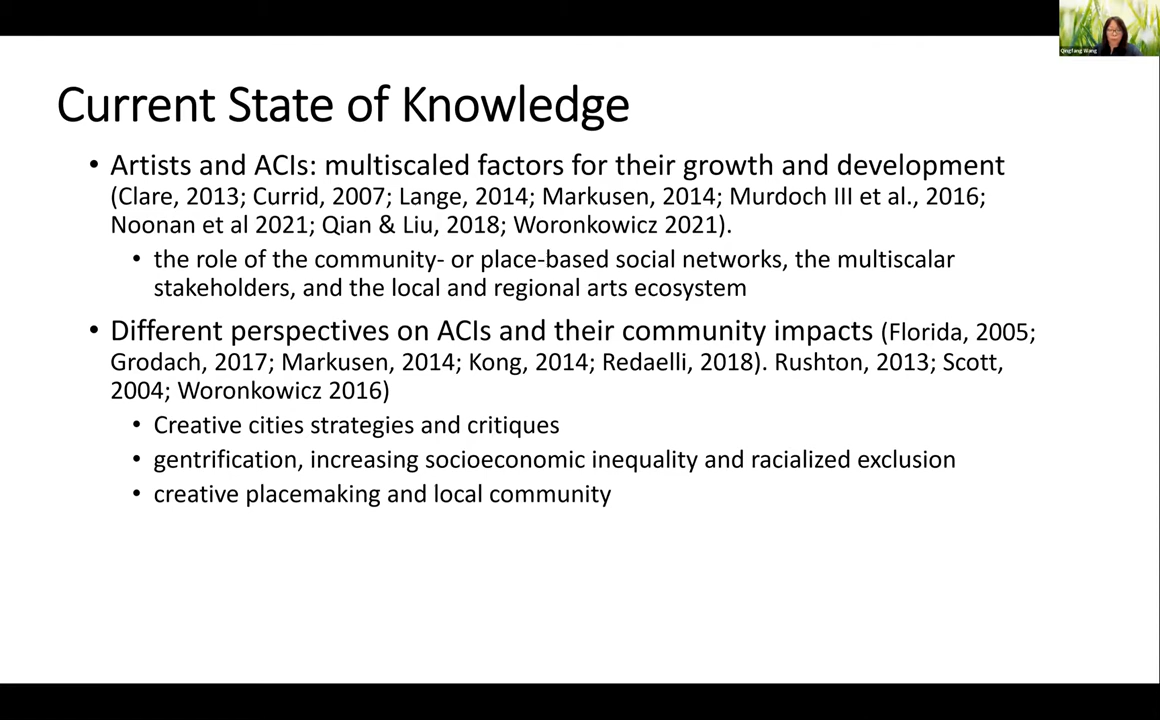 Qingfang Wang
Current State of Knowledge
• Artists and ACIs: multiscaled factors for their growth and development
(Clare, 2013; Currid, 2007; Lange, 2014; Markusen, 2014; Murdoch III et al., 2016;
Noonan et al 2021; Qian & Liu, 2018; Woronkowicz 2021).
• the role of the community- or place-based social networks, the multiscalar
stakeholders, and the local and regional arts ecosystem
• Different perspectives on ACIs and their community impacts (Florida, 2005;
Grodach, 2017; Markusen, 2014; Kong, 2014; Redaelli, 2018). Rushton, 2013; Scott,
2004; Woronkowicz 2016)
• Creative cities strategies and critiques
• gentrification, increasing socioeconomic inequality and racialized exclusion
• creative placemaking and local community